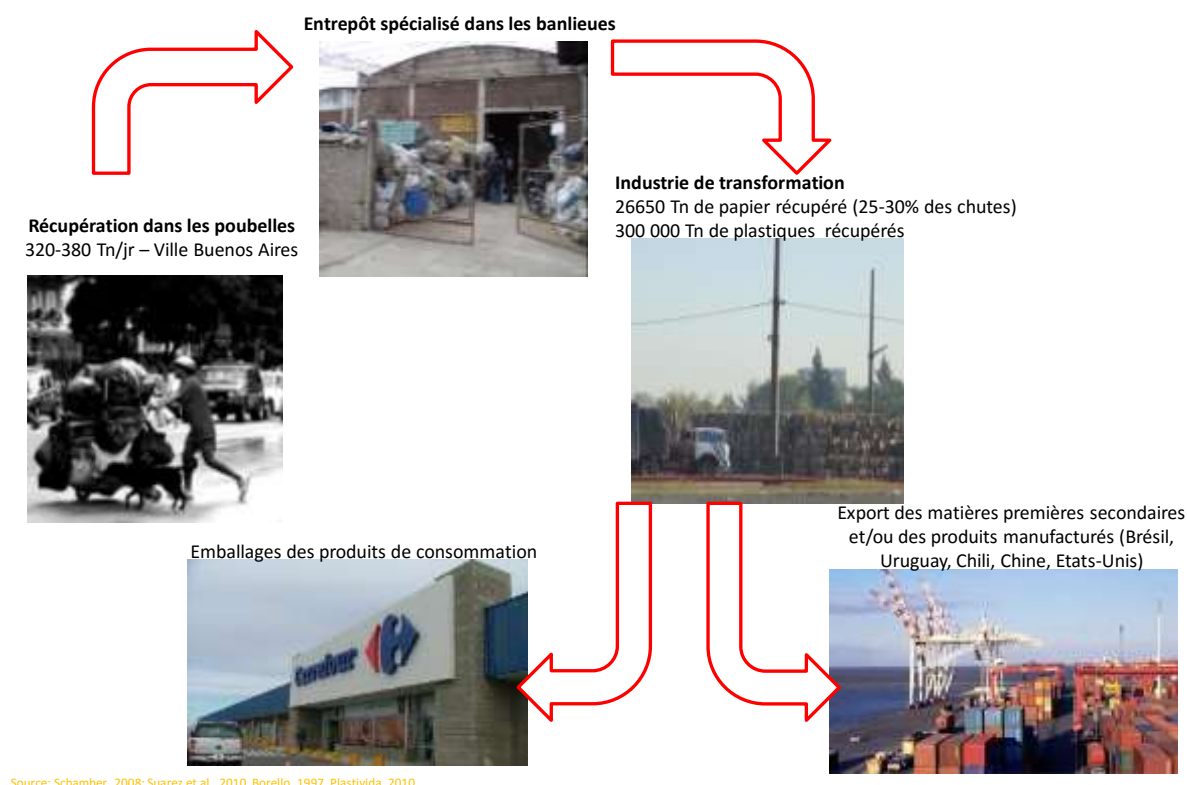 Entrepôt spécialisé dans les banlieues
Récupération dans les poubelles
320-380 Tn/jr – Ville Buenos Aires
Industrie de transformation
26650 Tn de papier récupéré (25-30% des chutes)
300 000 Tn de plastiques récupérés
Emballages des produits de consommation
Carrefour
Export des matières premières secondaires
et/ou des produits manufacturés (Brésil,
Uruguay, Chili, Chine, Etats-Unis)
Source: Schamber, 2008; Suarez et al., 2010, Borello, 1997, Plastivida, 2010